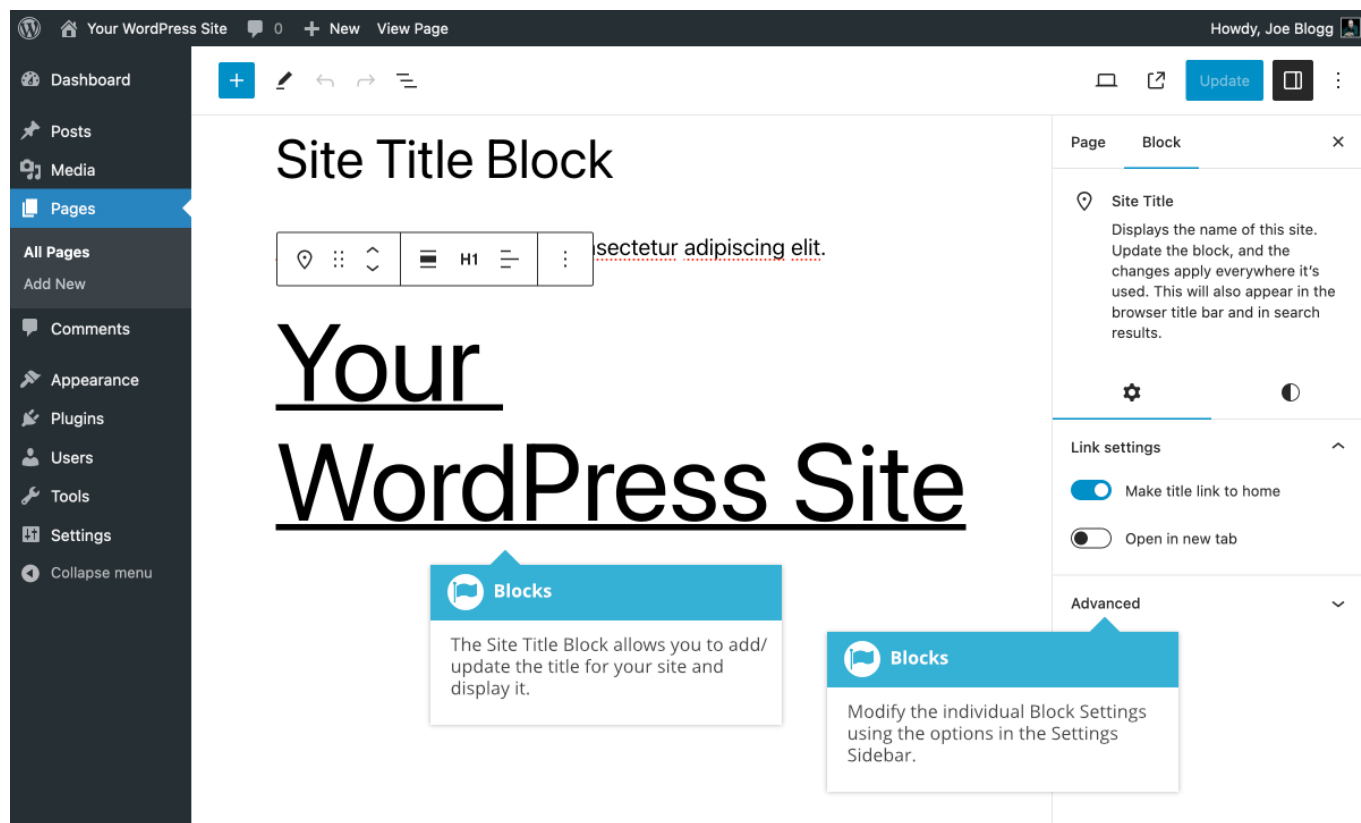 Your WordPress Site 0 New View Page Howdy, Joe Blogg
Dashboard
Posts
Media
Pages
All Pages
Add New
Comments
Appearance
Plugins
Users
Tools
Settings
Collapse menu
Update
Site Title Block
nsectetur adipiscing elit.
H1
Your
WordPress Site
Blocks
The Site Title Block allows you to add/
update the title for your site and
display it.
Page Block
Site Title
Displays the name of this site.
Update the block, and the
changes apply everywhere it's
used. This will also appear in the
browser title bar and in search
results.
Link settings
Make title link to home
Open in new tab
Advanced
Blocks
Modify the individual Block Settings
using the options in the Settings
Sidebar.